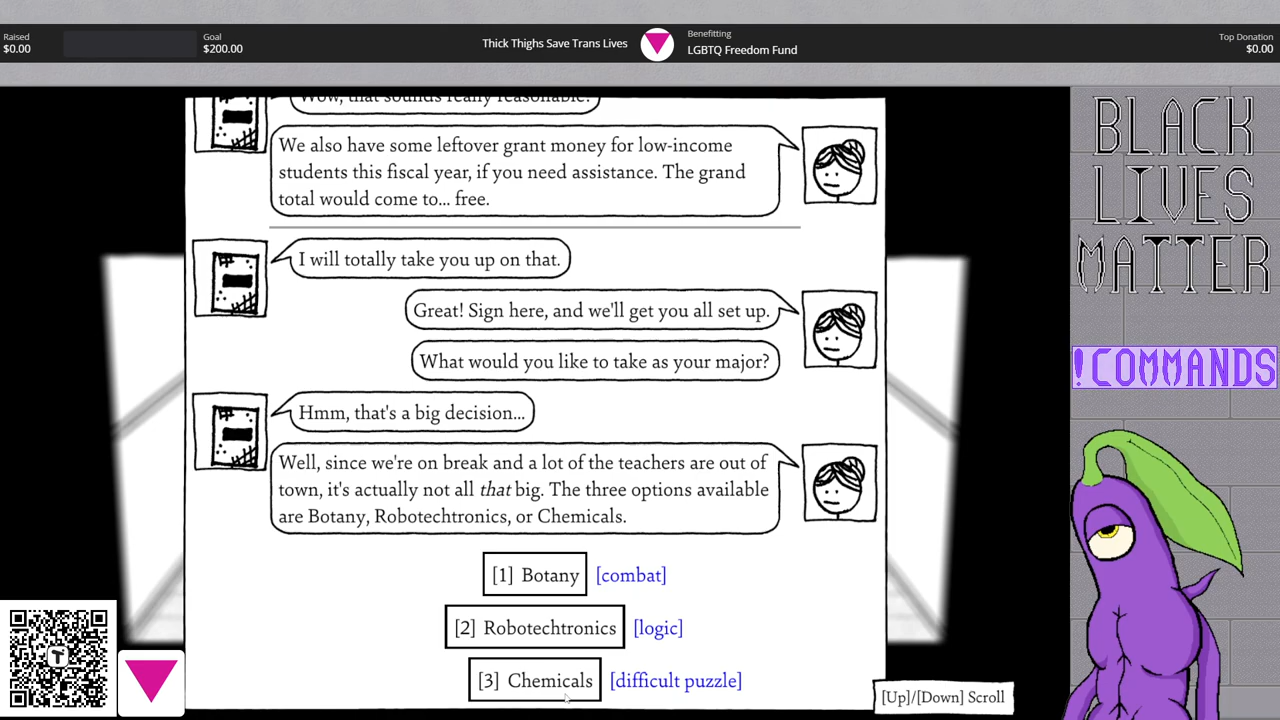 Raised
$0.00
Goal
$200.00
Thick Thighs Save Trans Lives
Benefitting
LGBTQ Freedom Fund
Top Donation
$0.00
Wow, that sounds really reasonable!
We also have some leftover grant money for low-income
students this fiscal year, if you need assistance. The grand
total would come to... free.
I will totally take you up on that.
Great! Sign here, and we'll get you all set up.
What would you like to take as your major?
Hmm, that's a big decision...
Well, since we're on break and a lot of the teachers are out of
town, it's actually not all that big. The three options available
are Botany, Robotechtronics, or Chemicals.
[1] Botany [combat]
[2] Robotechtronics [logic]
[3] Chemicals [difficult puzzle]
[Up]/[Down] Scroll
BLACK
LIVES
MATTER
!COMMANDS
T